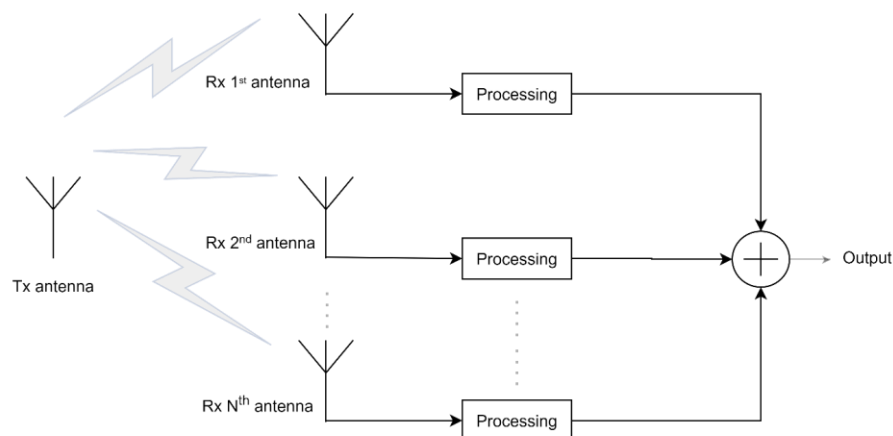 Rx 1st antenna
Processing
Rx 2nd antenna
Processing
Output
Tx antenna
Rx Nth antenna
Processing